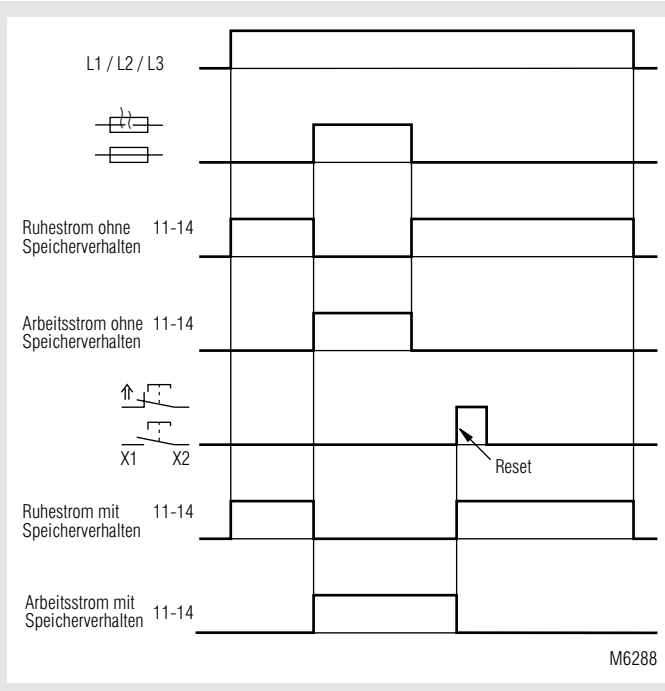 L1 / L2 / L3
Ruhestrom ohne 11-14
Speicherverhalten
Arbeitsstrom ohne 11-14
Speicherverhalten
X1 X2
Reset
Ruhestrom mit 11-14
Speicherverhalten
Arbeitsstrom mit 11-14
Speicherverhalten
M6288